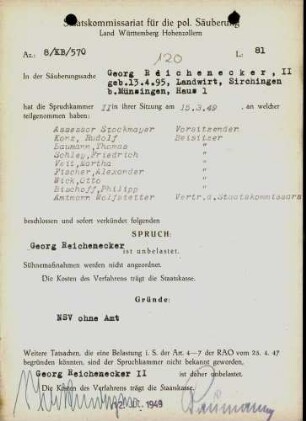 Staatskommissariat für die pol. Säuberung
Land Württemberg Hohenzollern
Az.: 8/KB/570
120
L: 81
In der Säuberungssache
Georg Reichenecker, II
geb.13.4.95, Landwirt, Sirchingen
b.Münsingen, Haus 1
hat die Spruchkammer II in ihrer Sitzung am 15.3.49, an welcher
teilgenommen haben:
Assessor Stockmayer Vorsitzender
Kunz, Rudolf Beisitzer
Baumann, Thomas "
Schlep, Friedrich "
Veit, Martha "
Fischer, Alexander "
Wick, Otto "
Bischoff, Philipp "
Amtmann Wolfstetter Vertr.d.Staatskommissars
beschlossen und sofort verkündet folgenden
SPRUCH:
Georg Reichenecker ist unbelastet.
Sühnemaßnahmen werden nicht angeordnet.
Die Kosten des Verfahrens trägt die Staatskasse.
Gründe:
NSV ohne Amt
Weitere Tatsachen, die eine Belastung i. S. der Art. 4—7 der RAO vom 25. 4. 47
begründen könnten, sind der Spruchkammer nicht bekannt geworden.
Georg Reichenecker II ist daher unbelastet.
Die Kosten des Verfahrens trägt die Staatskasse.
1949
Baumann